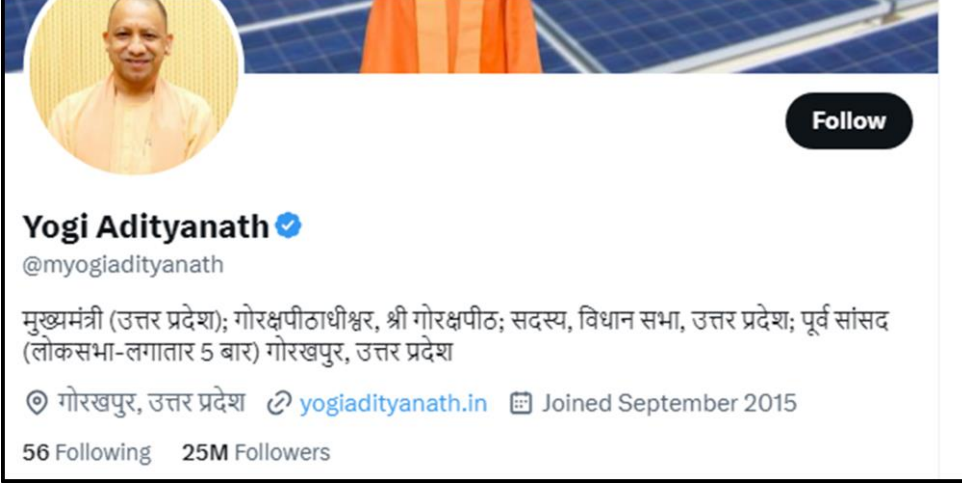 Follow
Yogi Adityanath
@myogiadityanath
मुख्यमंत्री (उत्तर प्रदेश); गोरक्षपीठाधीश्वर, श्री गोरक्षपीठ; सदस्य, विधान सभा, उत्तर प्रदेश; पूर्व सांसद
(लोकसभा-लगातार 5 बार) गोरखपुर, उत्तर प्रदेश
गोरखपुर, उत्तर प्रदेश yogiadityanath.in Joined September 2015
56 Following 25M Followers